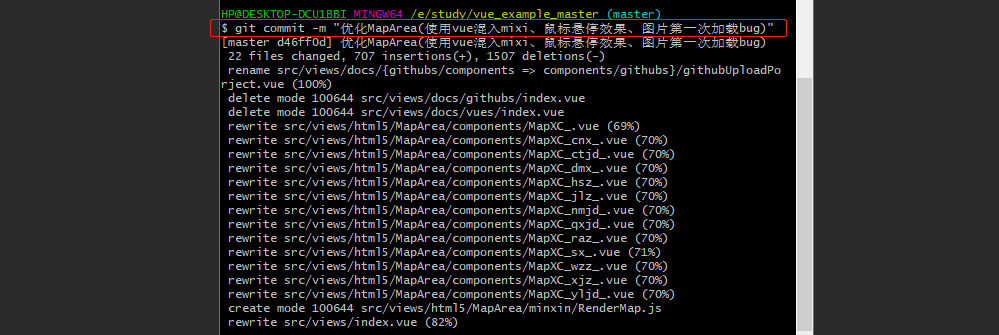 HP@DESKTOP-DCU1BBI MINGW64 /e/study/vue_example_master (master)
$ git commit -m "优化MapArea(使用vue混入mixi、鼠标悬停效果、图片第一次加载bug)"
[master d46ff0d] 优化MapArea(使用vue混入mixi、鼠标悬停效果、图片第一次加载bug)
22 files changed, 707 insertions(+), 1507 deletions(-)
rename src/views/docs/{githubs/components => components/githubs}/githubUploadPo
rject.vue (100%)
delete mode 100644 src/views/docs/githubs/index.vue
delete mode 100644 src/views/docs/vues/index.vue
rewrite src/views/html5/MapArea/components/MapXC_.vue (69%)
rewrite src/views/html5/MapArea/components/MapXC_cnx_.vue (70%)
rewrite src/views/html5/MapArea/components/MapXC_ctjd_.vue (70%)
rewrite src/views/html5/MapArea/components/MapXC_dmx_.vue (70%)
rewrite src/views/html5/MapArea/components/MapXC_hsz_.vue (70%)
rewrite src/views/html5/MapArea/components/MapXC_jlz_.vue (70%)
rewrite src/views/html5/MapArea/components/MapXC_nmjd_.vue (70%)
rewrite src/views/html5/MapArea/components/MapXC_qxjd_.vue (70%)
rewrite src/views/html5/MapArea/components/MapXC_raz_.vue (70%)
rewrite src/views/html5/MapArea/components/MapXC_sx_.vue (71%)
rewrite src/views/html5/MapArea/components/MapXC_wzz_.vue (70%)
rewrite src/views/html5/MapArea/components/MapXC_xjz_.vue (70%)
rewrite src/views/html5/MapArea/components/MapXC_yljd_.vue (70%)
create mode 100644 src/views/html5/MapArea/minxin/RenderMap.js
rewrite src/views/index.vue (82%)